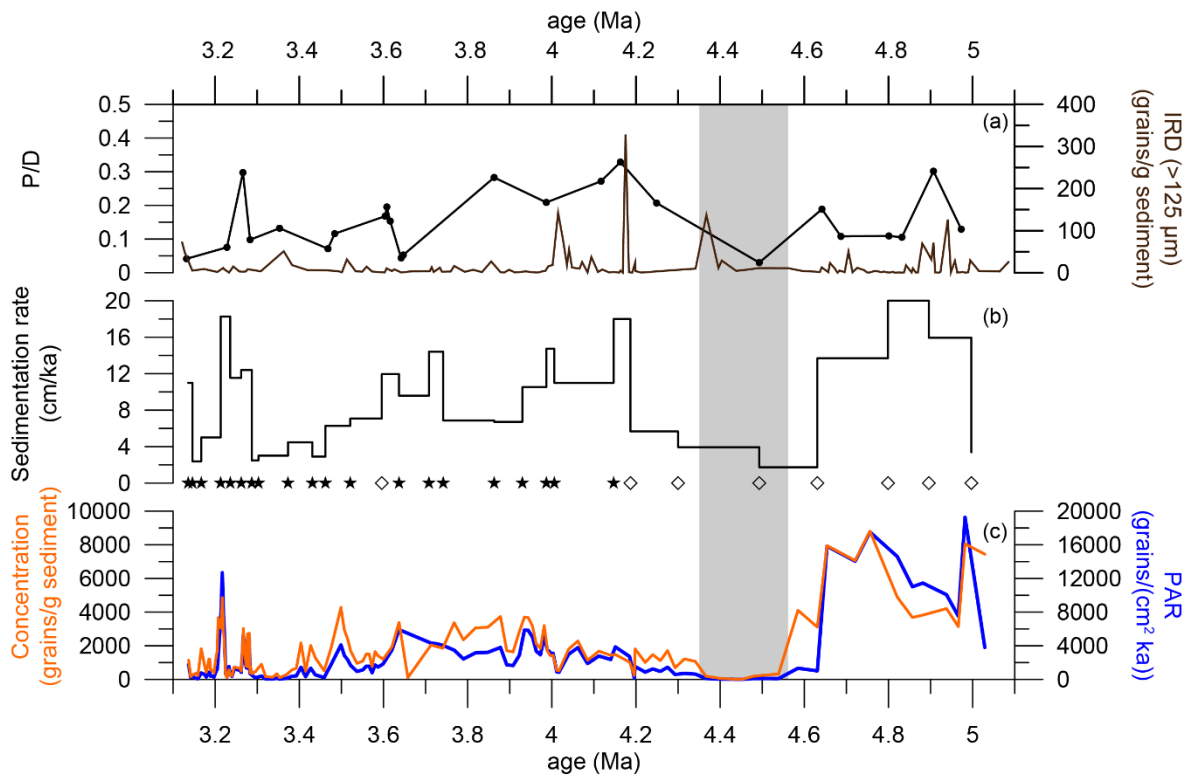 age (Ma)
3.2 3.4 3.6 3.8 4 4.2 4.4 4.6 4.8 5
(a)
P/D
0.5
0.4
0.3
0.2
0.1
0
IRD (>125 µm)
(grains/g sediment)
400
300
200
100
0
(b)
Sedimentation rate
(cm/ka)
20
16
12
8
4
0
(c)
Concentration
(grains/g sediment)
10000
8000
6000
4000
2000
0
PAR
(grains/(cm² ka))
20000
16000
12000
8000
4000
0
3.2 3.4 3.6 3.8 4 4.2 4.4 4.6 4.8 5
age (Ma)